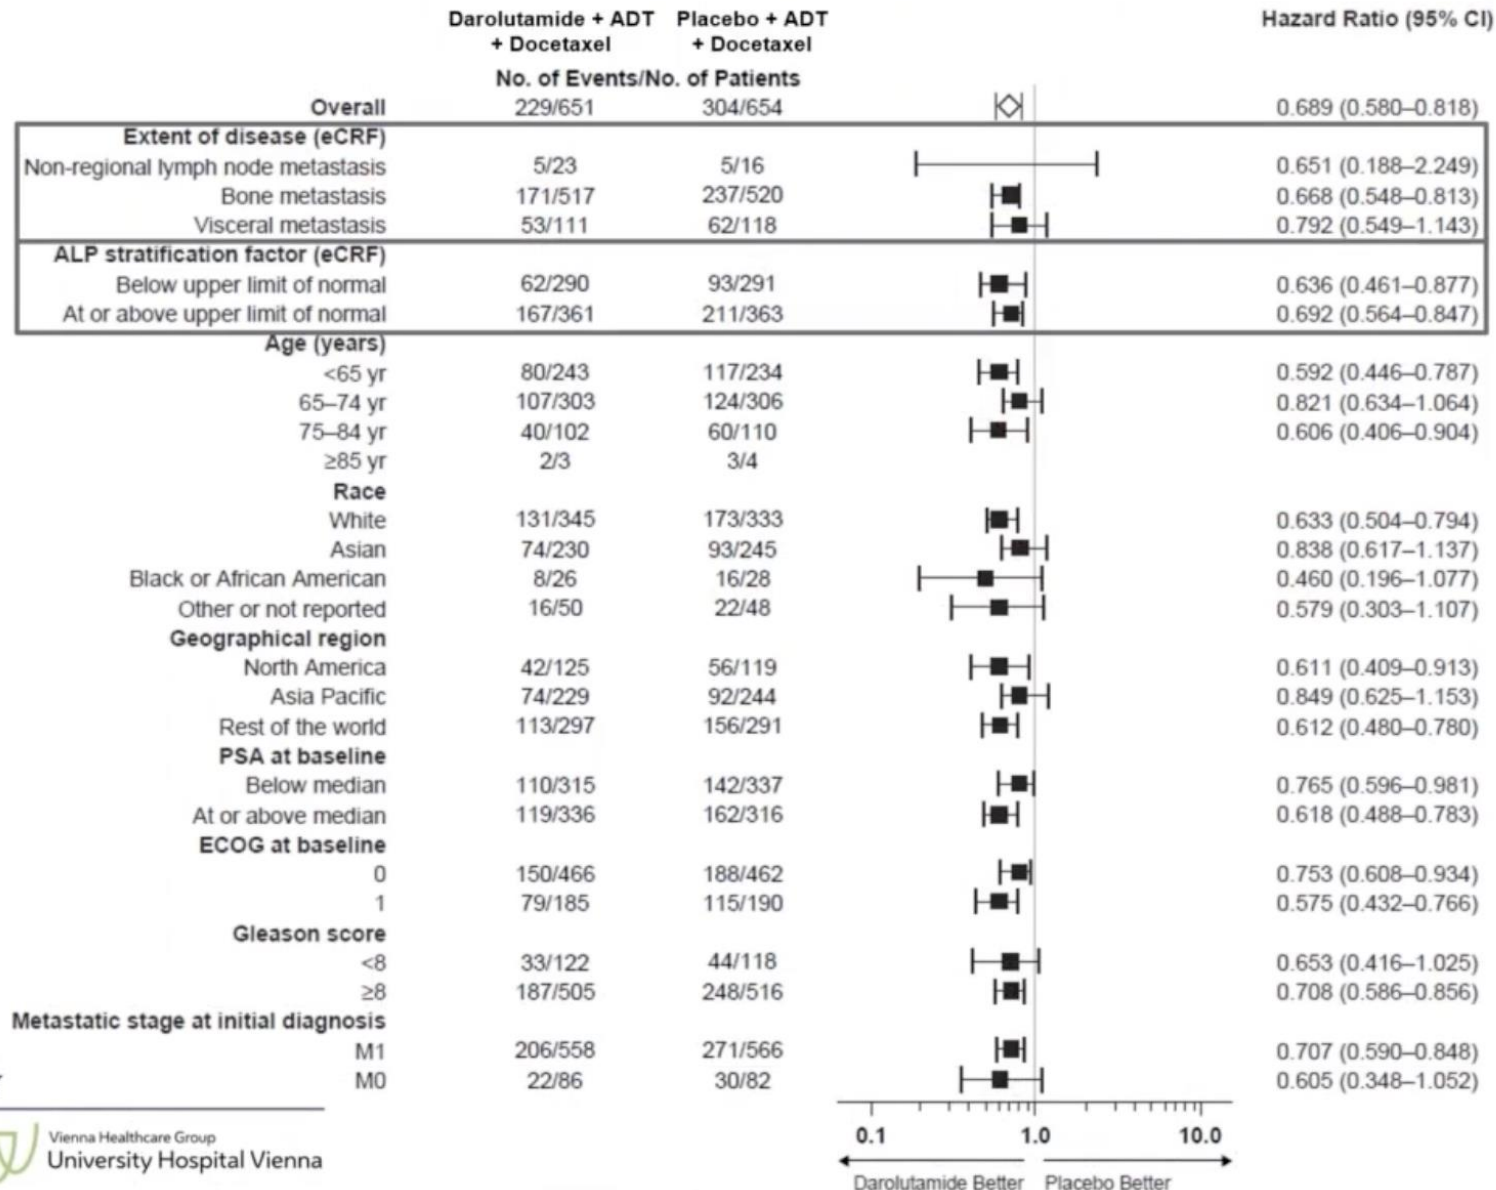 Darolutamide + ADT + Docetaxel Placebo + ADT + Docetaxel Hazard Ratio (95% CI)
No. of Events/No. of Patients
Overall 229/651 304/654 0.689 (0.580–0.818)
Extent of disease (eCRF)
Non-regional lymph node metastasis 5/23 5/16 0.651 (0.188–2.249)
Bone metastasis 171/517 237/520 0.668 (0.548–0.813)
Visceral metastasis 53/111 62/118 0.792 (0.549–1.143)
ALP stratification factor (eCRF)
Below upper limit of normal 62/290 93/291 0.636 (0.461–0.877)
At or above upper limit of normal 167/361 211/363 0.692 (0.564–0.847)
Age (years)
<65 yr 80/243 117/234 0.592 (0.446–0.787)
65–74 yr 107/303 124/306 0.821 (0.634–1.064)
75–84 yr 40/102 60/110 0.606 (0.406–0.904)
≥85 yr 2/3 3/4
Race
White 131/345 173/333 0.633 (0.504–0.794)
Asian 74/230 93/245 0.838 (0.617–1.137)
Black or African American 8/26 16/28 0.460 (0.196–1.077)
Other or not reported 16/50 22/48 0.579 (0.303–1.107)
Geographical region
North America 42/125 56/119 0.611 (0.409–0.913)
Asia Pacific 74/229 92/244 0.849 (0.625–1.153)
Rest of the world 113/297 156/291 0.612 (0.480–0.780)
PSA at baseline
Below median 110/315 142/337 0.765 (0.596–0.981)
At or above median 119/336 162/316 0.618 (0.488–0.783)
ECOG at baseline
0 150/466 188/462 0.753 (0.608–0.934)
1 79/185 115/190 0.575 (0.432–0.766)
Gleason score
<8 33/122 44/118 0.653 (0.416–1.025)
≥8 187/505 248/516 0.708 (0.586–0.856)
Metastatic stage at initial diagnosis
M1 206/558 271/566 0.707 (0.590–0.848)
M0 22/86 30/82 0.605 (0.348–1.052)
0.1 1.0 10.0
Darolutamide Better Placebo Better
Vienna Healthcare Group
University Hospital Vienna